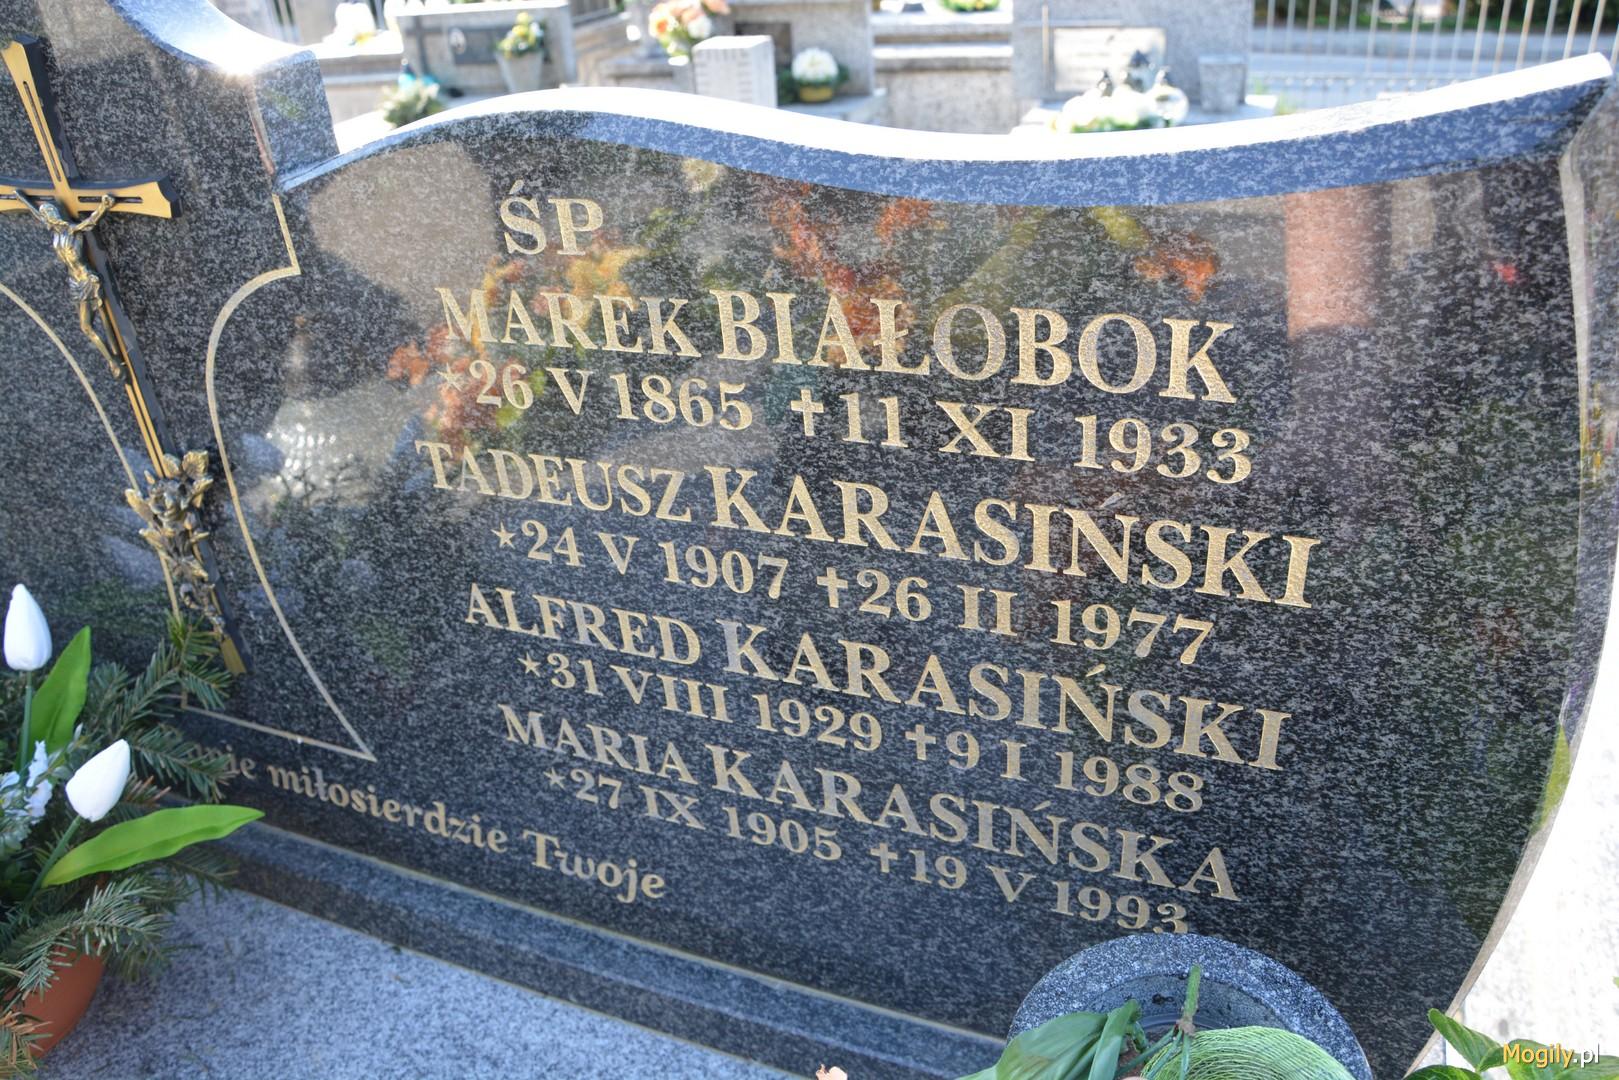 ŚP
MAREK BIAŁOBOK
*26 V 1865 ✝11 XI 1933
TADEUSZ KARASIŃSKI
*24 V 1907 ✝26 II 1977
ALFRED KARASIŃSKI
*31 VIII 1929 ✝9 I 1988
MARIA KARASIŃSKA
*27 IX 1905 ✝19 V 1993
miłosierdzie Twoje
Mogily.pl